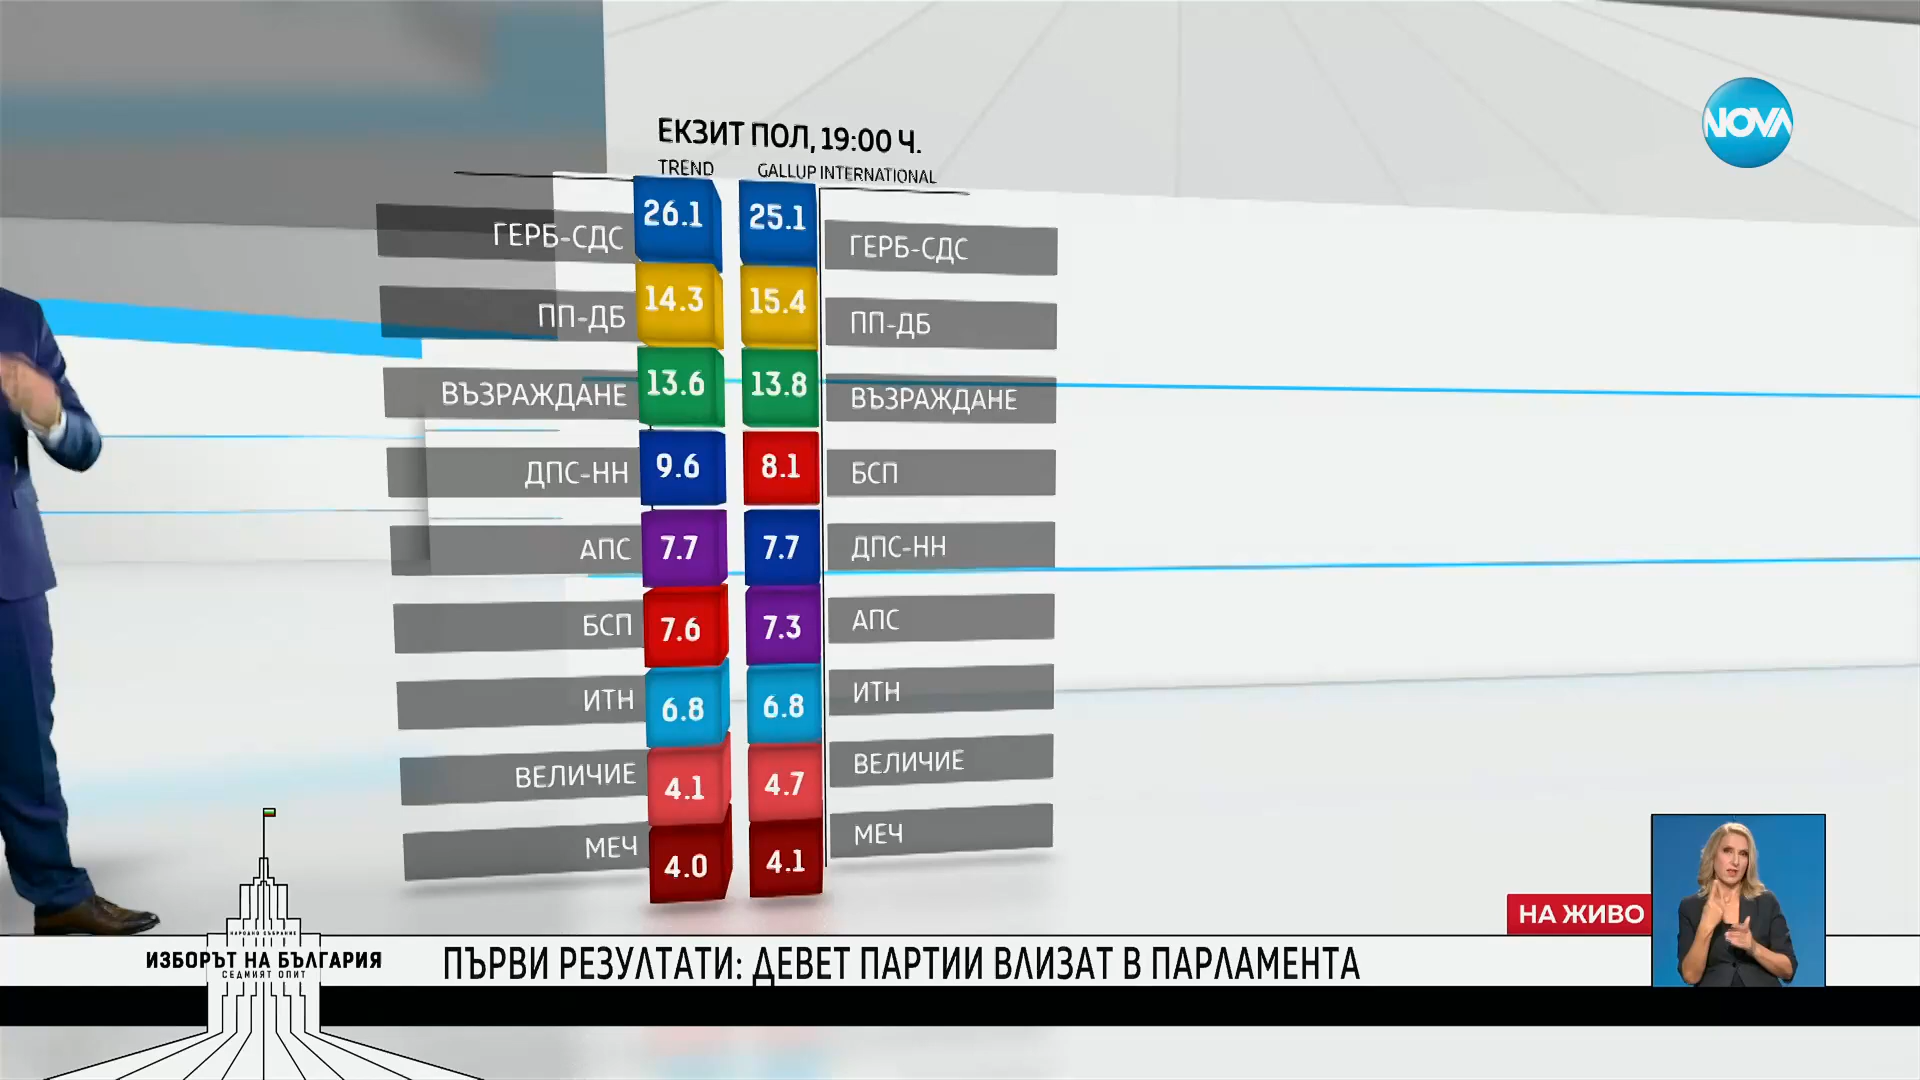 NOVA
ЕКЗИТ ПОЛ, 19:00 Ч.
TREND
GALLUP INTERNATIONAL
ГЕРБ-СДС 26.1 25.1 ГЕРБ-СДС
ПП-ДБ 14.3 15.4 ПП-ДБ
ВЪЗРАЖДАНЕ 13.6 13.8 ВЪЗРАЖДАНЕ
ДПС-НН 9.6 8.1 БСП
АПС 7.7 7.7 ДПС-НН
БСП 7.6 7.3 АПС
ИТН 6.8 6.8 ИТН
ВЕЛИЧИЕ 4.1 4.7 ВЕЛИЧИЕ
МЕЧ 4.0 4.1 МЕЧ
НА ЖИВО
НАРОДНО СЪБРАНИЕ
ИЗБОРЪТ НА БЪЛГАРИЯ
СЕДМИЯТ ОПИТ
ПЪРВИ РЕЗУЛТАТИ: ДЕВЕТ ПАРТИИ ВЛИЗАТ В ПАРЛАМЕНТА